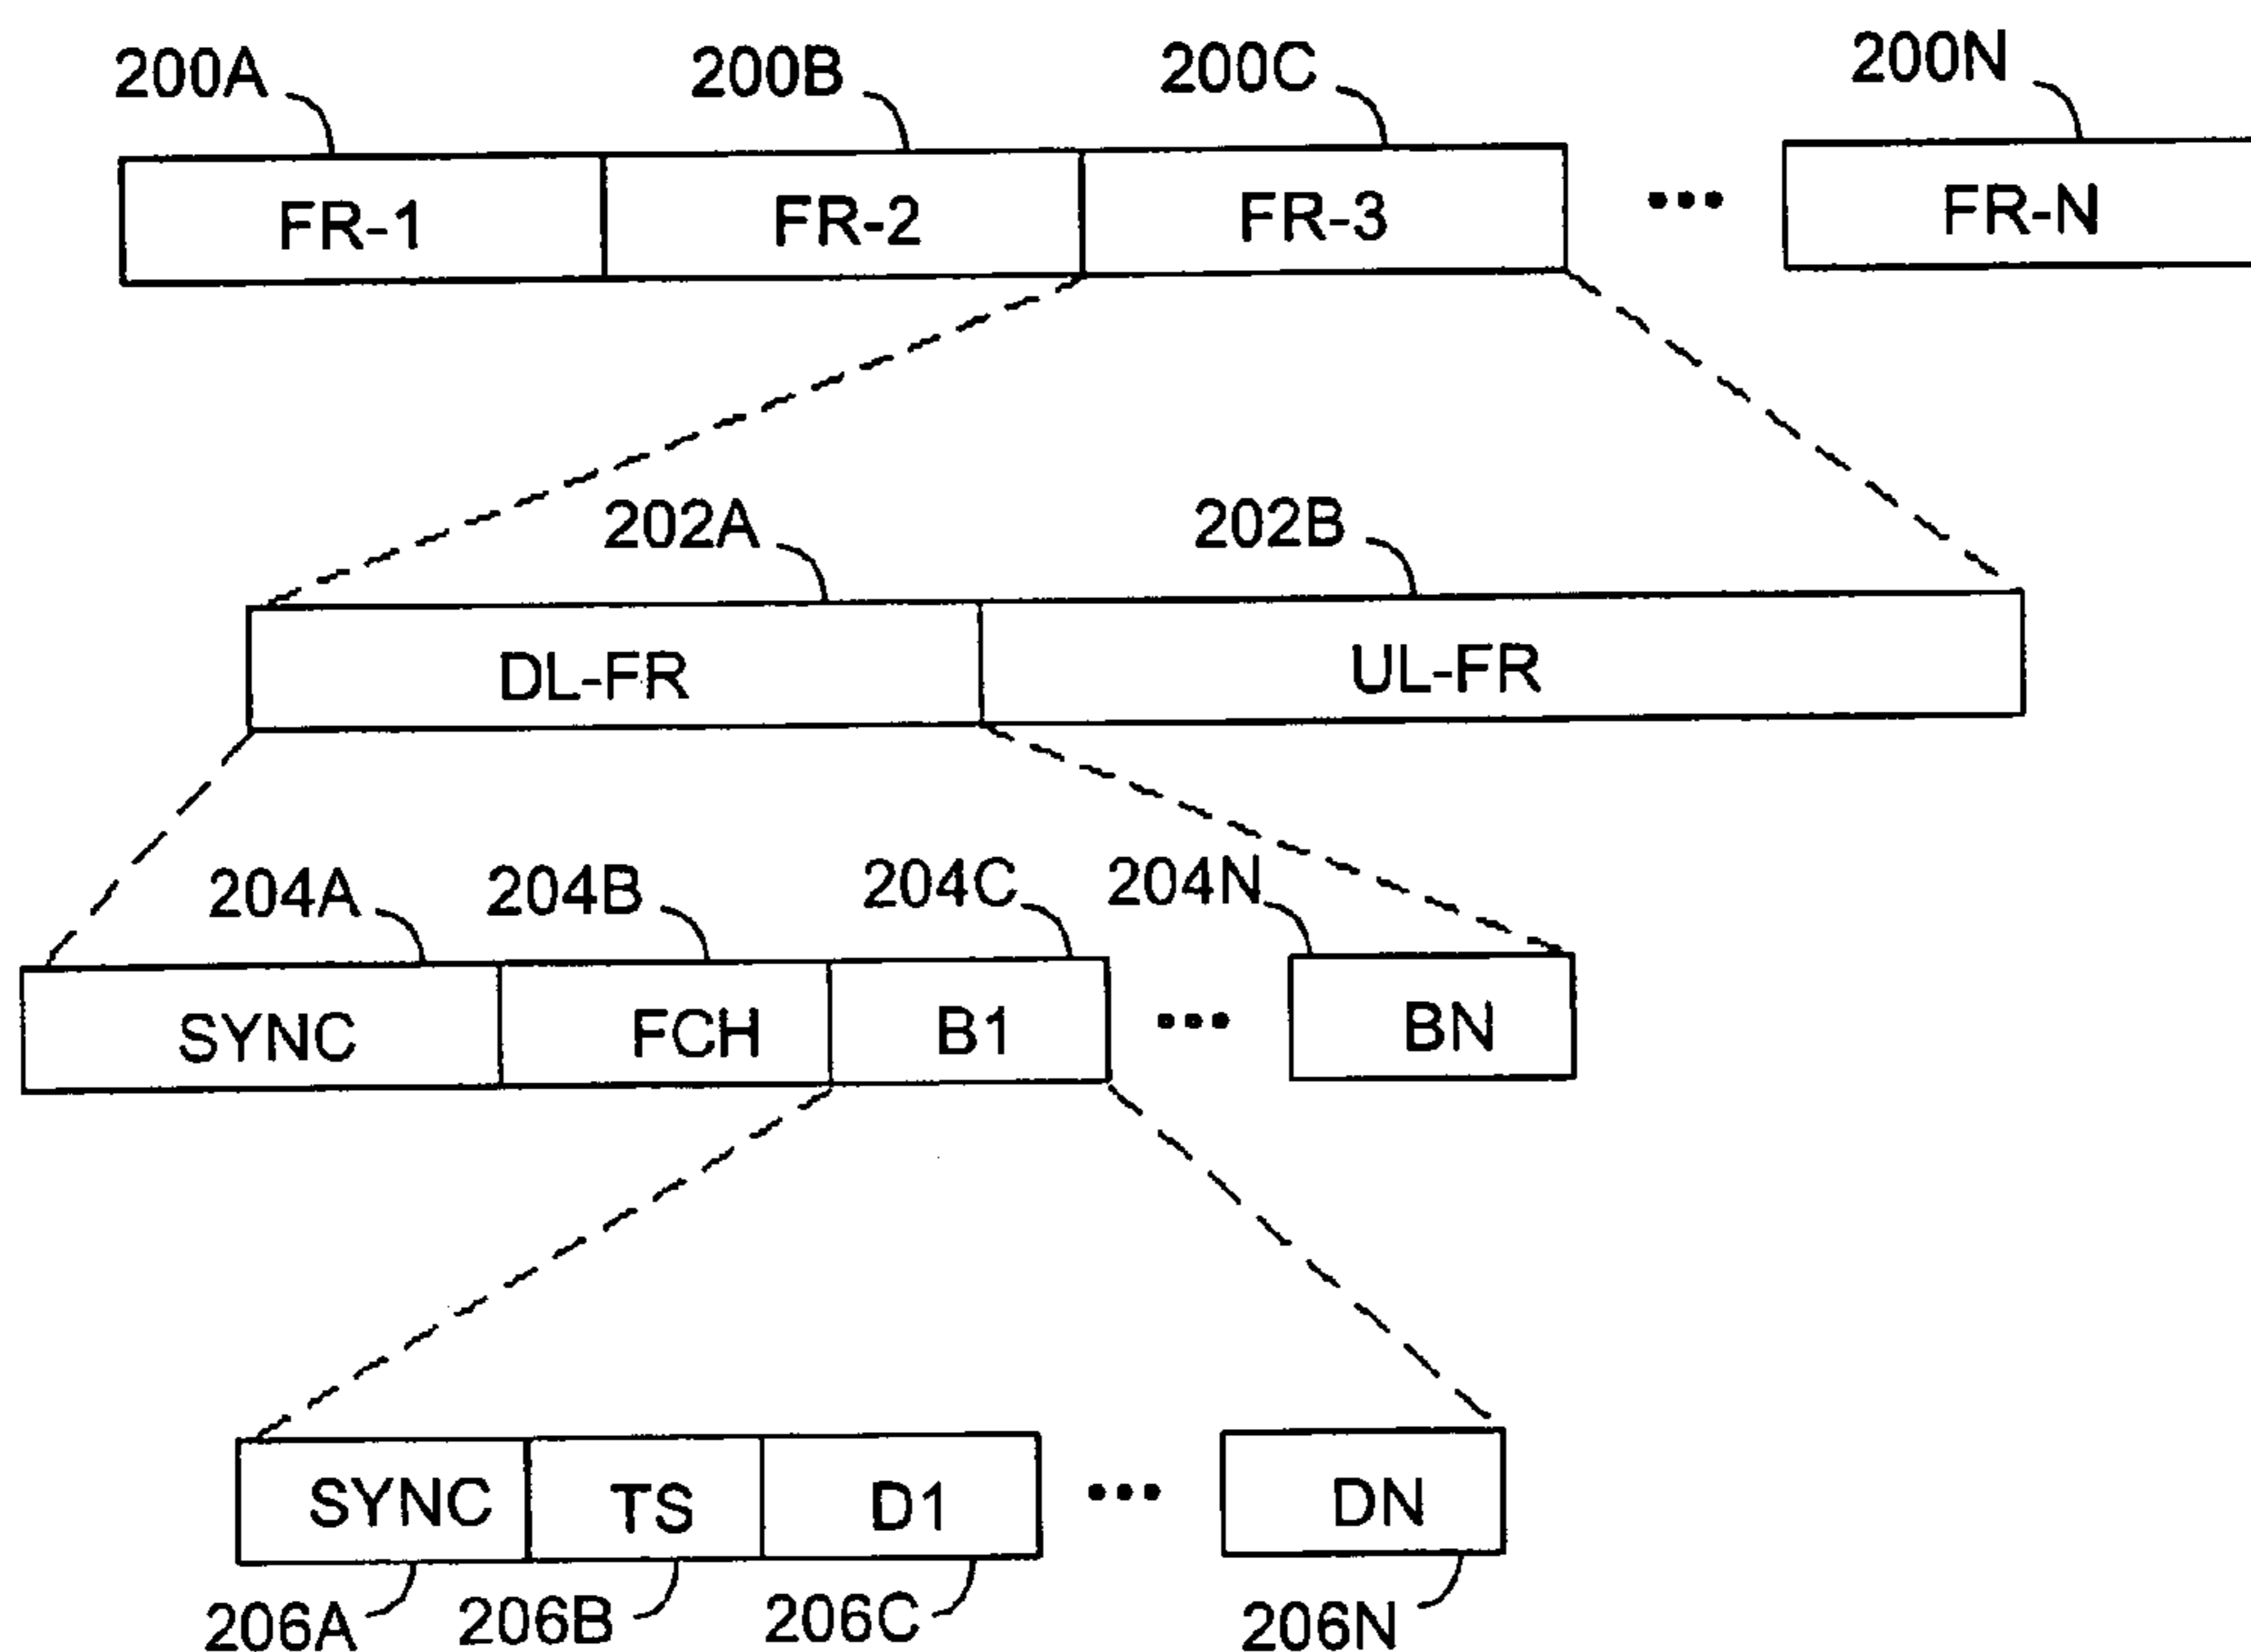 200A 200B 200C 200N
FR-1 FR-2 FR-3 ••• FR-N
202A 202B
DL-FR UL-FR
204A 204B 204C 204N
SYNC FCH B1 ••• BN
SYNC TS D1 ••• DN
206A 206B 206C 206N